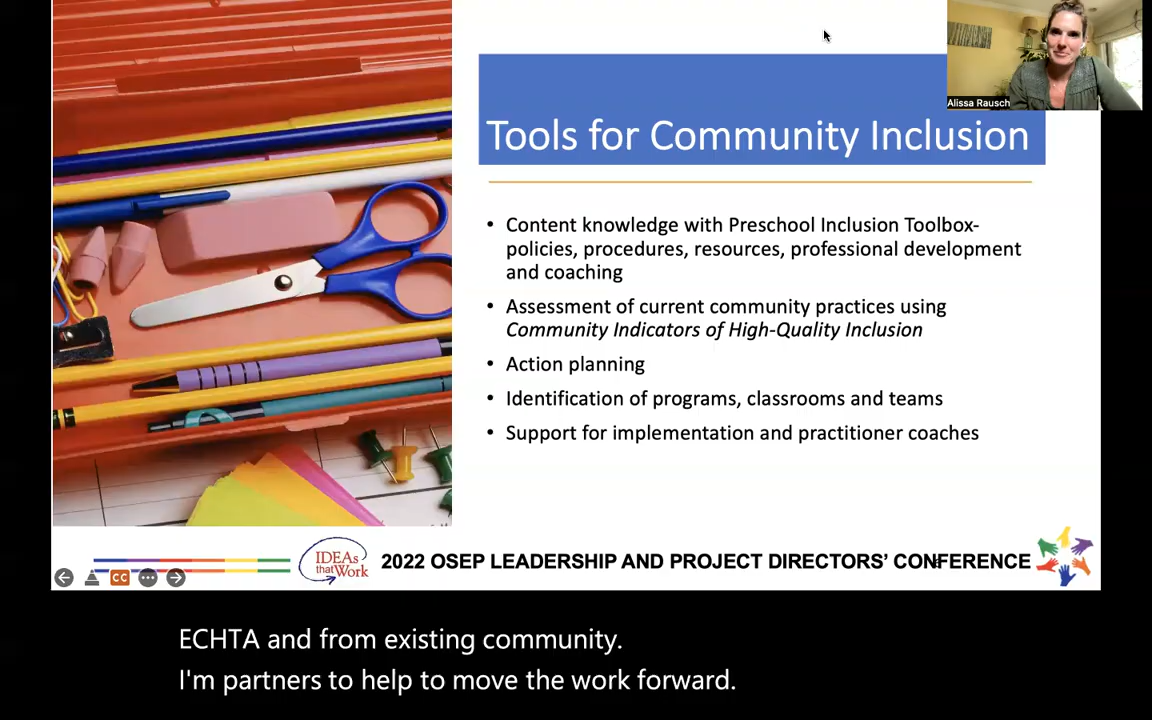 Alissa Rausch
Tools for Community Inclusion
• Content knowledge with Preschool Inclusion Toolbox-
policies, procedures, resources, professional development
and coaching
• Assessment of current community practices using
Community Indicators of High-Quality Inclusion
• Action planning
• Identification of programs, classrooms and teams
• Support for implementation and practitioner coaches
CC
IDEAs
that Work
2022 OSEP LEADERSHIP AND PROJECT DIRECTORS' CONFERENCE
ECHTA and from existing community.
I'm partners to help to move the work forward.